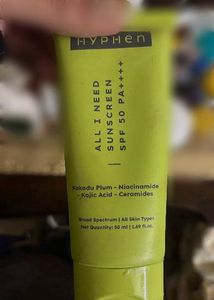 HYPHEN
ALL I NEED
SUNSCREEN
SPF 50 PA++++
Kakadu Plum - Niacinamide
- Kojic Acid - Ceramides
Broad Spectrum | All Skin Types
Net Quantity: 50 ml | 1.69 fl.oz.